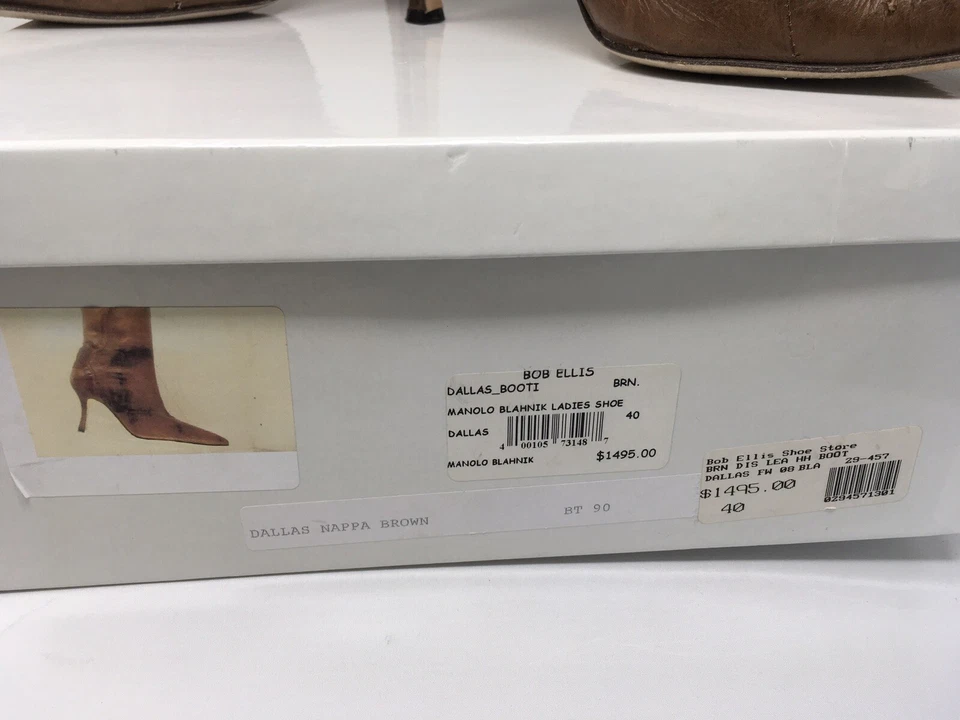 BOB ELLIS
DALLAS_BOOTI BRN.
MANOLO BLAHNIK LADIES SHOE
40
DALLAS
4 00105 73148 7
MANOLO BLAHNIK $1495.00
Bob Ellis Shoe Store
BRN DIS LEA HH BOOT
DALLAS FW 08 BLA 29-457
$1495.00
0294571301
40
DALLAS NAPPA BROWN BT 90